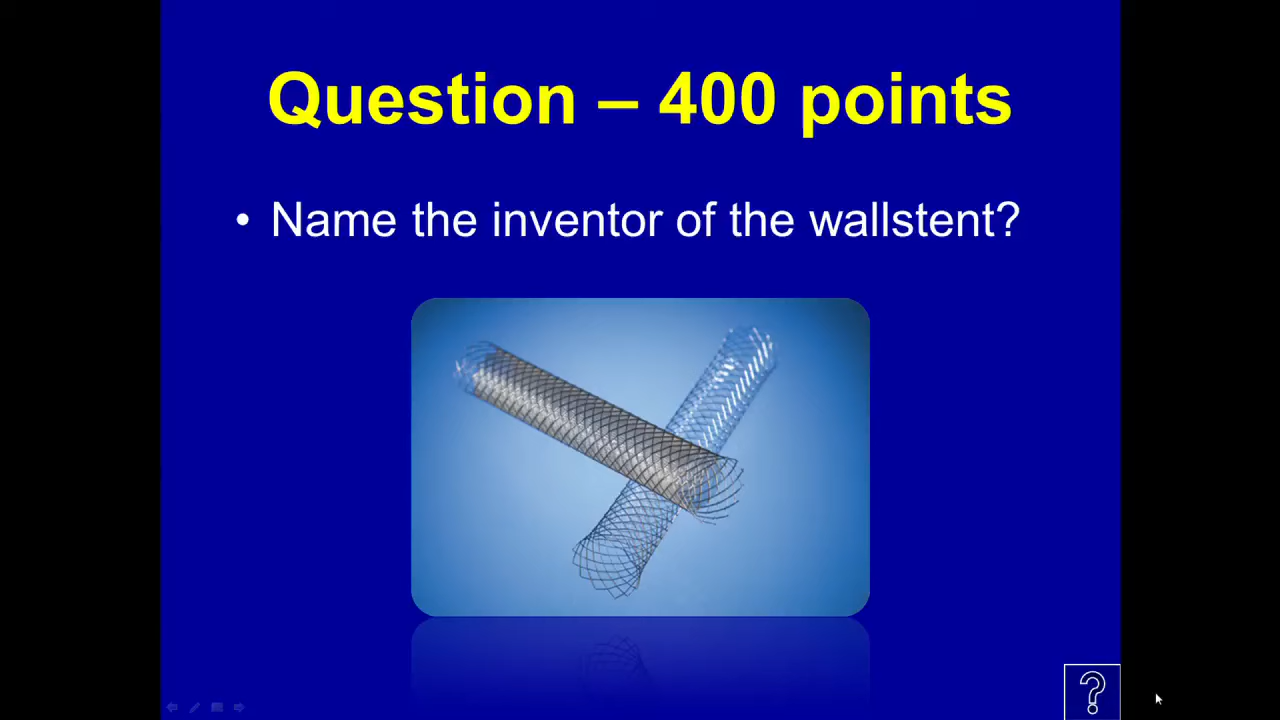 Question – 400 points
• Name the inventor of the wallstent?
?